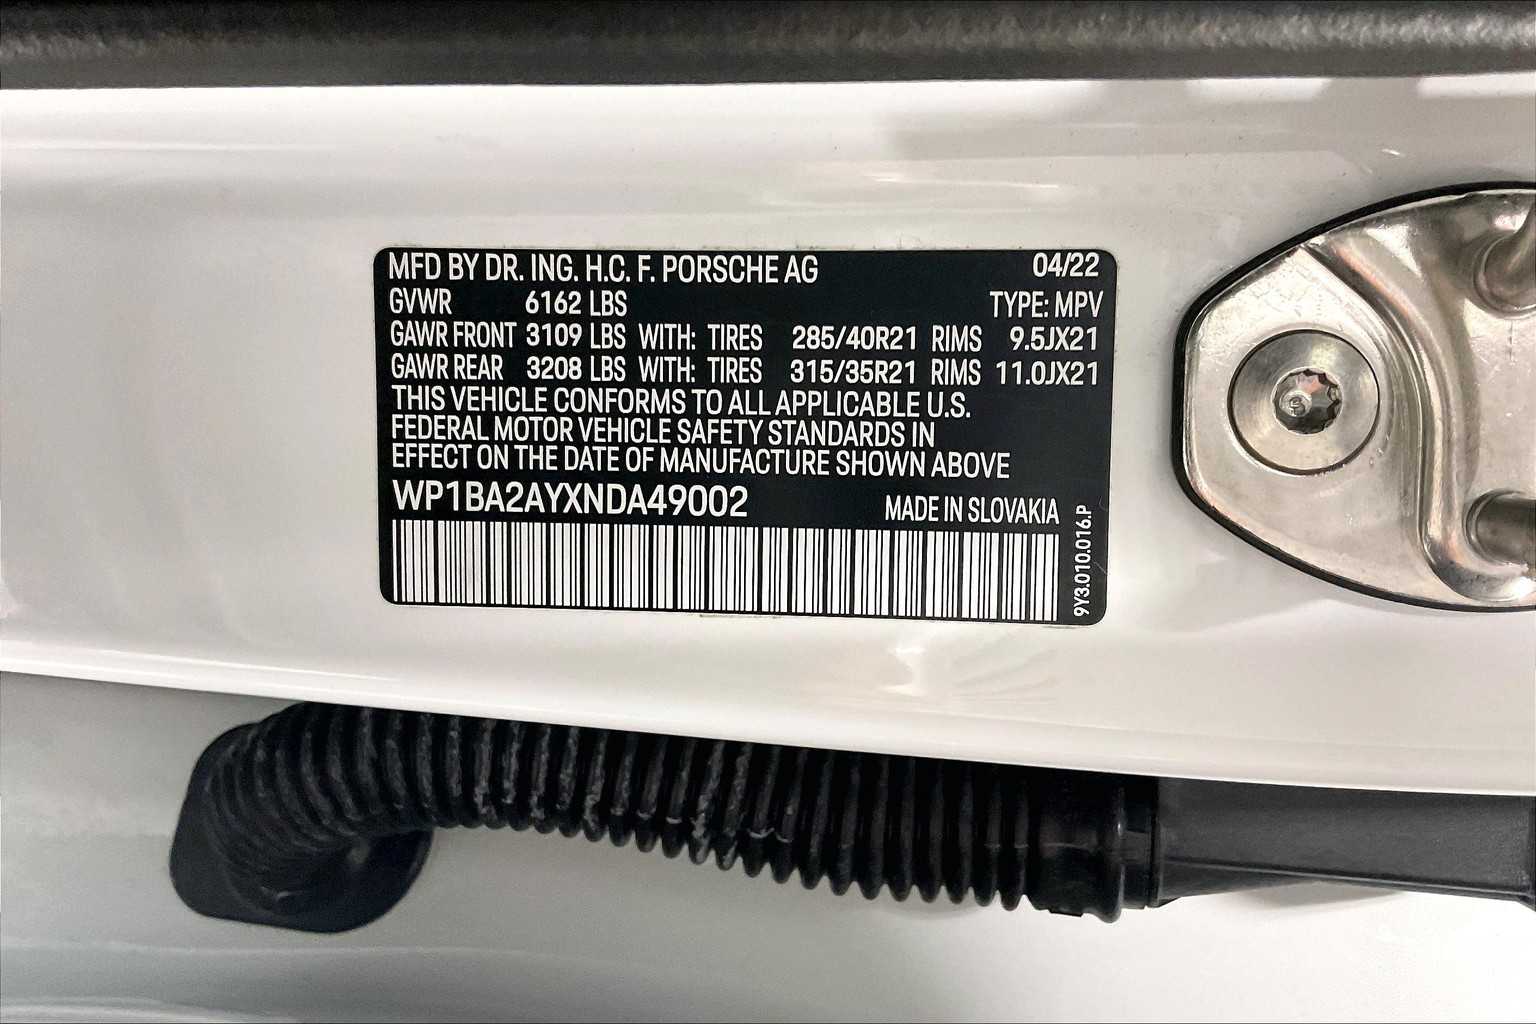 MFD BY DR. ING. H.C. F. PORSCHE AG 04/22
GVWR 6162 LBS TYPE: MPV
GAWR FRONT 3109 LBS WITH: TIRES 285/40R21 RIMS 9.5JX21
GAWR REAR 3208 LBS WITH: TIRES 315/35R21 RIMS 11.0JX21
THIS VEHICLE CONFORMS TO ALL APPLICABLE U.S.
FEDERAL MOTOR VEHICLE SAFETY STANDARDS IN
EFFECT ON THE DATE OF MANUFACTURE SHOWN ABOVE
WP1BA2AYXNDA49002 MADE IN SLOVAKIA
9Y3.010.016.P